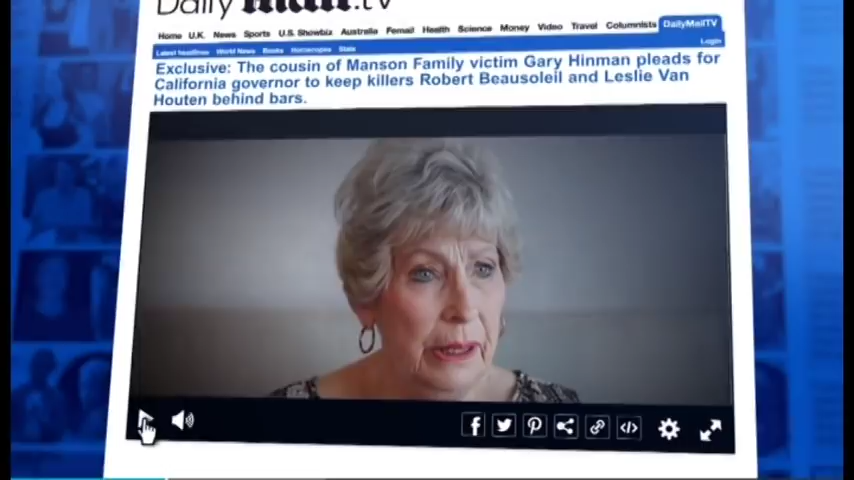 Daily Mail.TV
Home U.K. News Sports U.S. Showbiz Australia Femail Health Science Money Video Travel Columnists DailyMailTV
Latest Headlines World News Books Horoscopes Stats Login
Exclusive: The cousin of Manson Family victim Gary Hinman pleads for
California governor to keep killers Robert Beausoleil and Leslie Van
Houten behind bars.